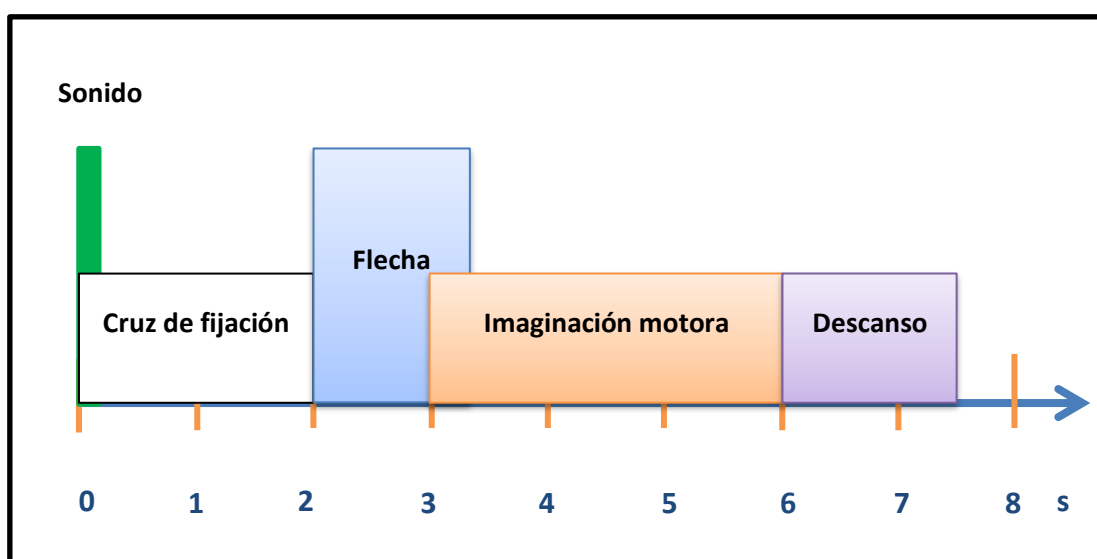 Sonido
Flecha
Cruz de fijación Imaginación motora Descanso
0 1 2 3 4 5 6 7 8 s